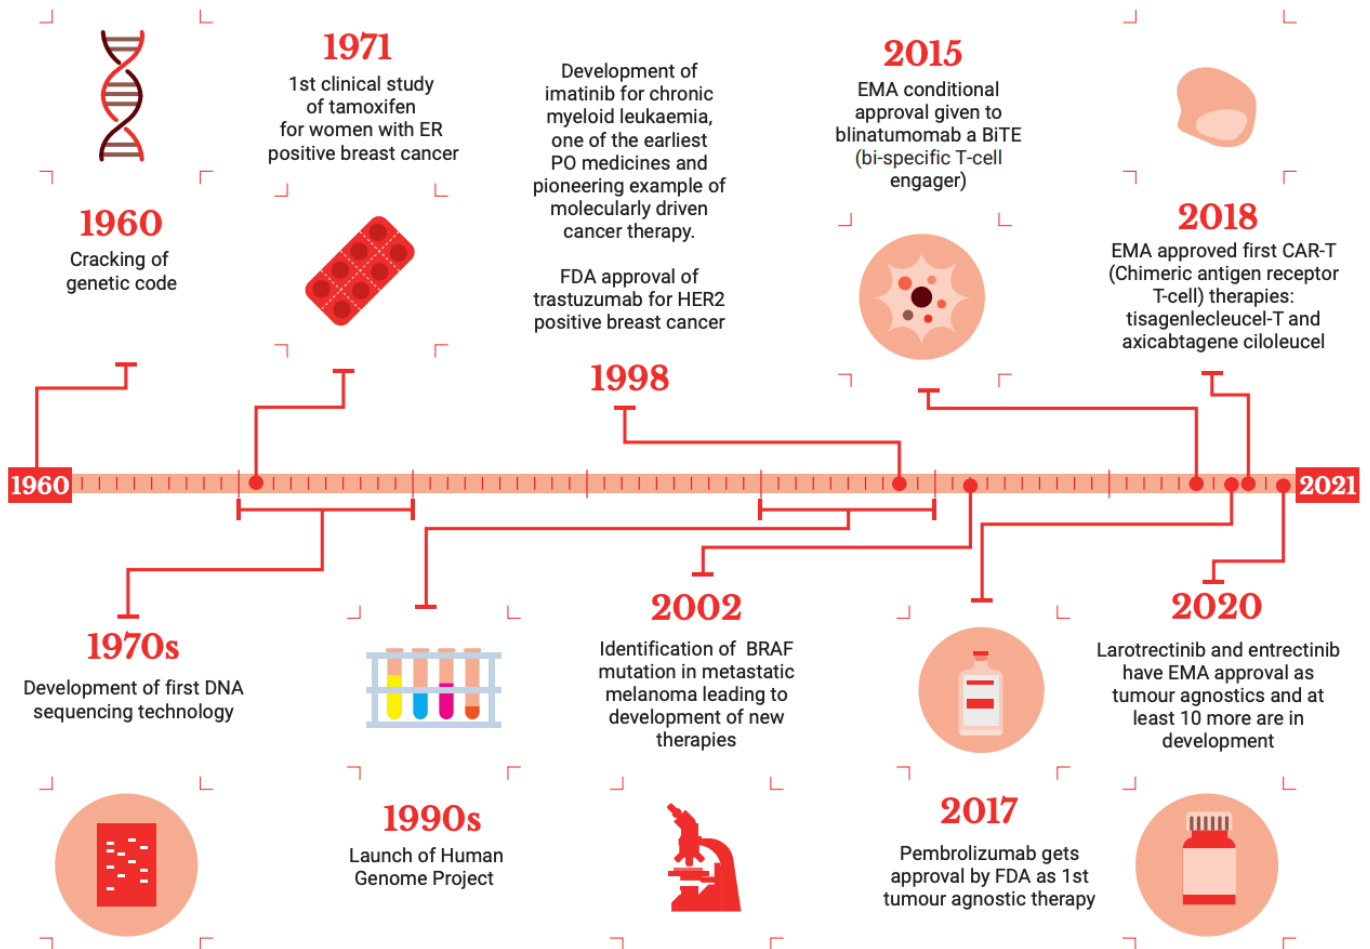 1960
Cracking of
genetic code
1971
1st clinical study
of tamoxifen
for women with ER
positive breast cancer
Development of
imatinib for chronic
myeloid leukaemia,
one of the earliest
PO medicines and
pioneering example of
molecularly driven
cancer therapy.
FDA approval of
trastuzumab for HER2
positive breast cancer
1998
2015
EMA conditional
approval given to
blinatumomab a BiTE
(bi-specific T-cell
engager)
2018
EMA approved first CAR-T
(Chimeric antigen receptor
T-cell) therapies:
tisagenlecleucel-T and
axicabtagene ciloleucel
1960
2021
1970s
Development of first DNA
sequencing technology
1990s
Launch of Human
Genome Project
2002
Identification of BRAF
mutation in metastatic
melanoma leading to
development of new
therapies
2017
Pembrolizumab gets
approval by FDA as 1st
tumour agnostic therapy
2020
Larotrectinib and entrectinib
have EMA approval as
tumour agnostics and at
least 10 more are in
development